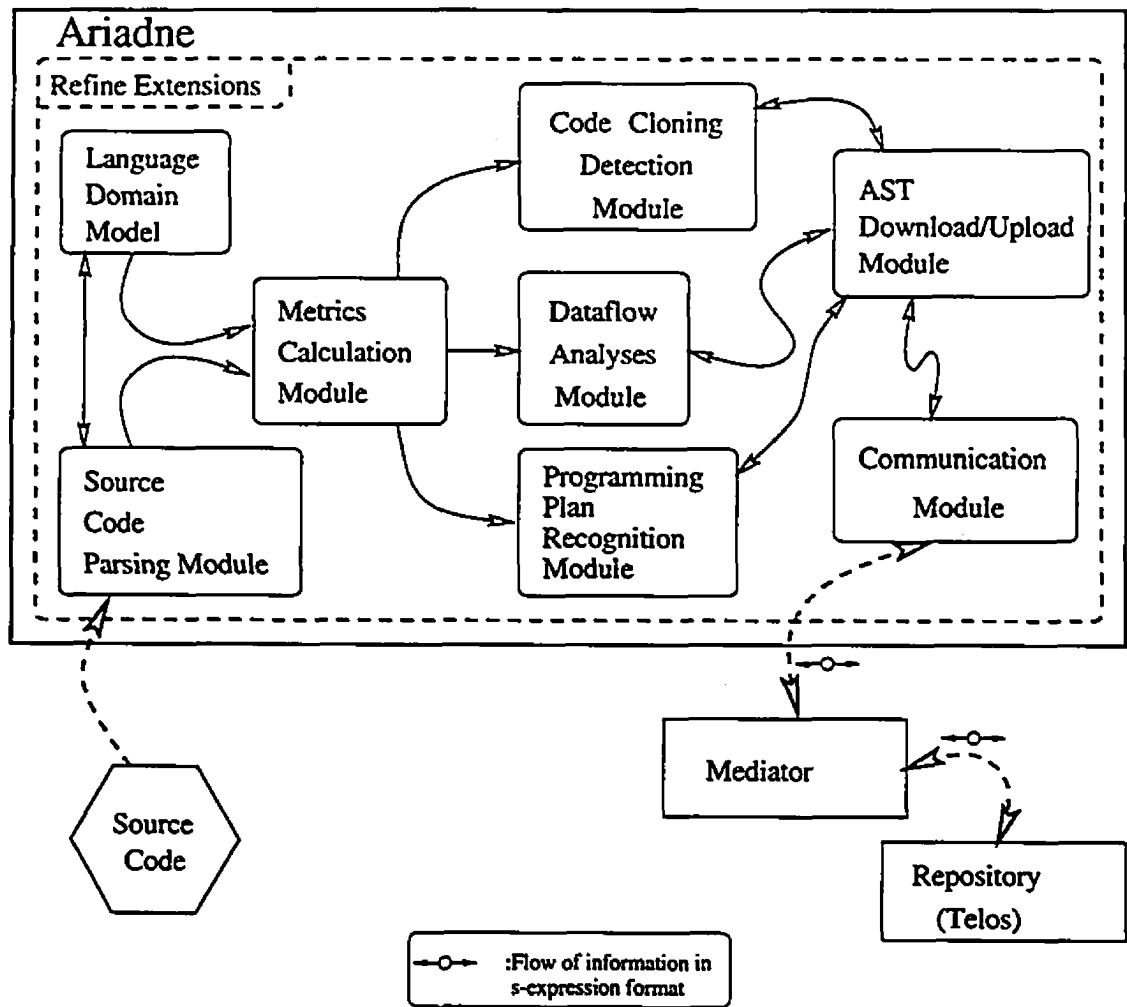 Ariadne
Refine Extensions
Language
Domain
Model
Code Cloning
Detection
Module
AST
Download/Upload
Module
Metrics
Calculation
Module
Dataflow
Analyses
Module
Source
Code
Parsing Module
Programming
Plan
Recognition
Module
Communication
Module
Mediator
Source
Code
Repository
(Telos)
:Flow of information in
s-expression format